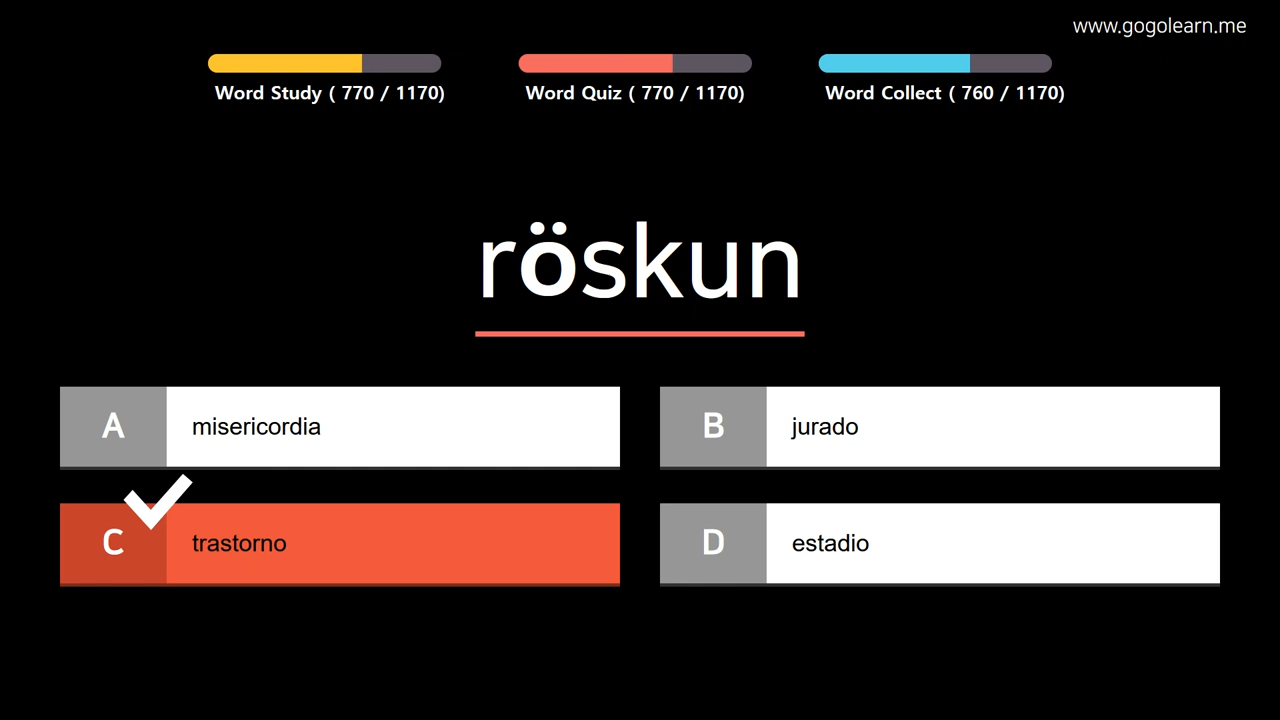 www.gogolearn.me
Word Study ( 770 / 1170)
Word Quiz ( 770 / 1170)
Word Collect ( 760 / 1170)
röskun
A misericordia
B jurado
C trastorno
D estadio